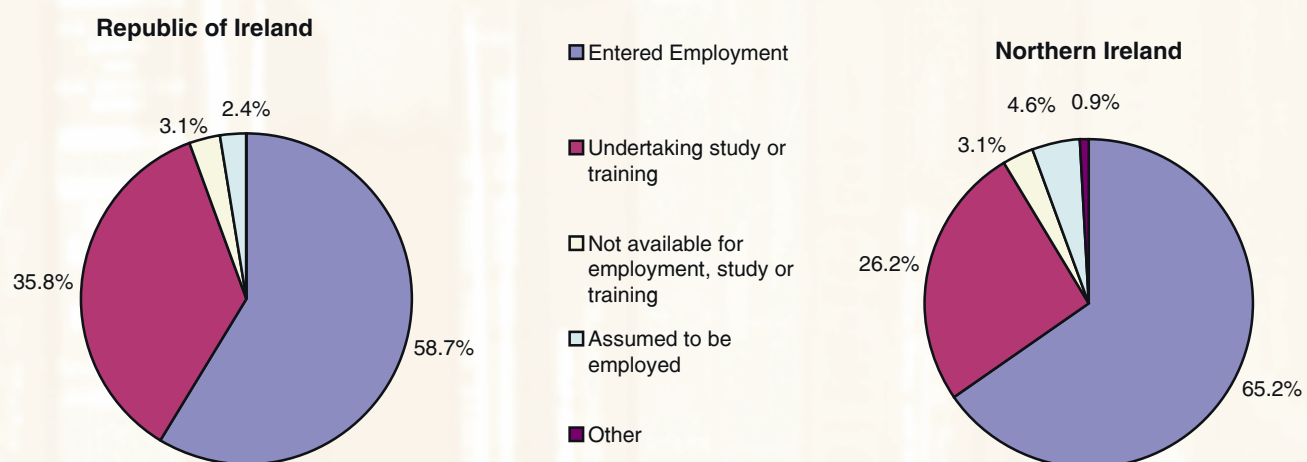 Republic of Ireland
2.4%
3.1%
35.8%
58.7%
Entered Employment
Undertaking study or
training
Not available for
employment, study or
training
Assumed to be
employed
Other
Northern Ireland
4.6% 0.9%
3.1%
26.2%
65.2%